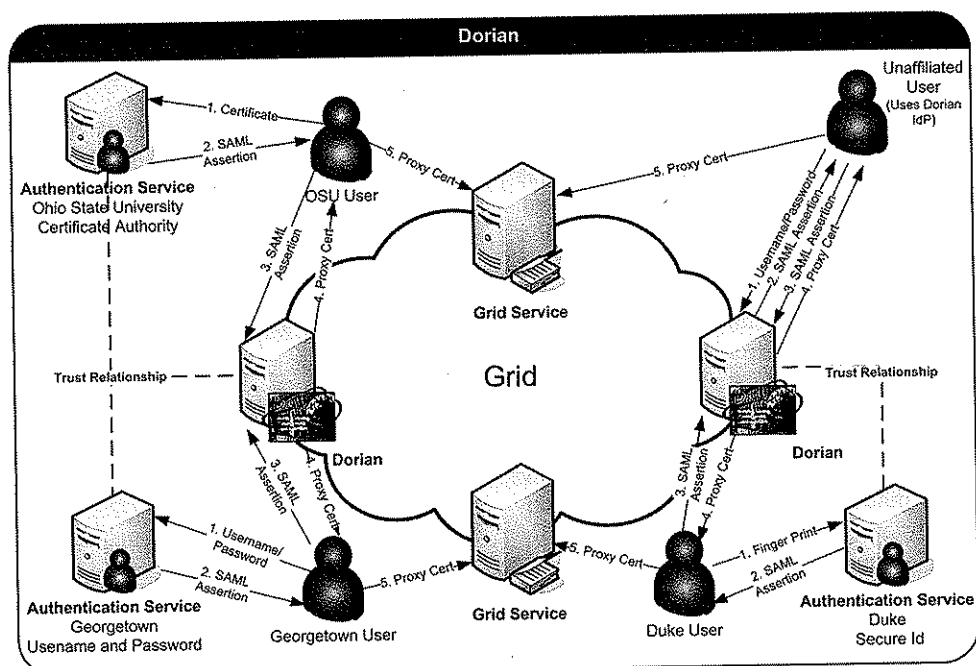 Dorian
Unaffiliated
User
(Uses Dorian
IdP)
1. Certificate
2. SAML
Assertion
5. Proxy Cert
5. Proxy Cert
Authentication Service
Ohio State University
Certificate Authority
OSU User
3. SAML
Assertion
4. Proxy Cert
1. Username/Password
2. SAML Assertion
3. SAML Assertion
4. Proxy Cert
Grid Service
Grid
Trust Relationship
Trust Relationship
Dorian
Dorian
3. SAML
Assertion
4. Proxy Cert
3. SAML
Assertion
4. Proxy Cert
1. Username/
Password
2. SAML
Assertion
5. Proxy Cert
5. Proxy Cert
1. Finger Print
2. SAML
Assertion
Authentication Service
Georgetown
Usename and Password
Georgetown User
Grid Service
Duke User
Authentication Service
Duke
Secure Id